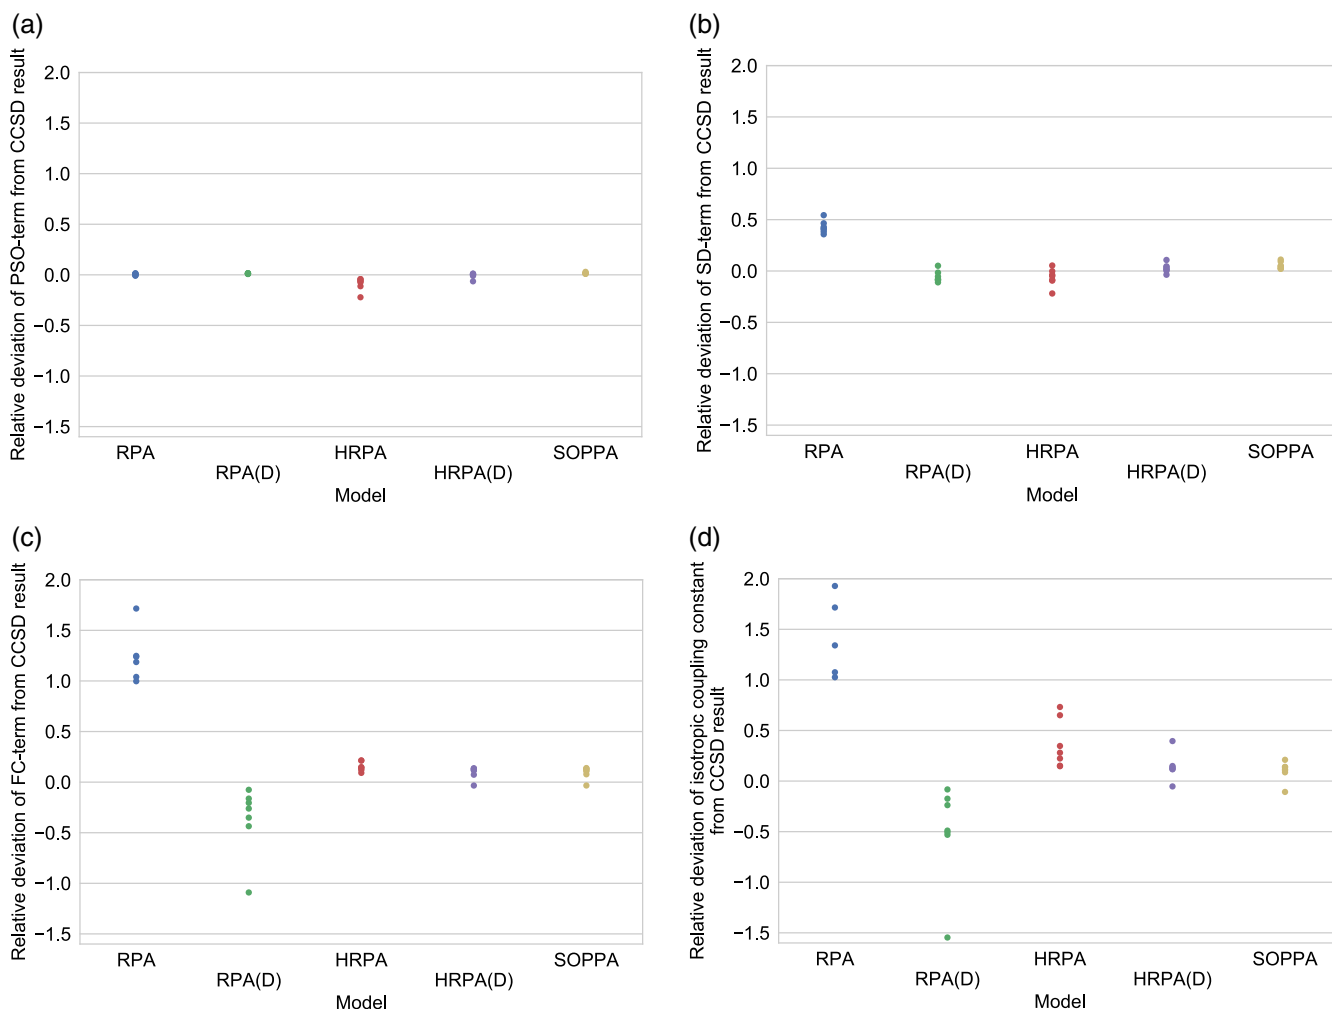 (a)
Relative deviation of PSO-term from CCSD result
2.0
1.5
1.0
0.5
0.0
−0.5
−1.0
−1.5
RPA
RPA(D)
HRPA
HRPA(D)
SOPPA
Model
(b)
Relative deviation of SD-term from CCSD result
2.0
1.5
1.0
0.5
0.0
−0.5
−1.0
−1.5
RPA
RPA(D)
HRPA
HRPA(D)
SOPPA
Model
(c)
Relative deviation of FC-term from CCSD result
2.0
1.5
1.0
0.5
0.0
−0.5
−1.0
−1.5
RPA
RPA(D)
HRPA
HRPA(D)
SOPPA
Model
(d)
Relative deviation of isotropic coupling constant
from CCSD result
2.0
1.5
1.0
0.5
0.0
−0.5
−1.0
−1.5
RPA
RPA(D)
HRPA
HRPA(D)
SOPPA
Model